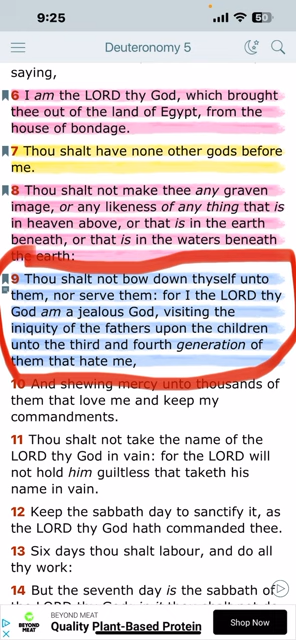 9:25
50
Deuteronomy 5
saying,
6 I am the LORD thy God, which brought
thee out of the land of Egypt, from the
house of bondage.
7 Thou shalt have none other gods before
me.
8 Thou shalt not make thee any graven
image, or any likeness of any thing that is
in heaven above, or that is in the earth
beneath, or that is in the waters beneath
the earth:
9 Thou shalt not bow down thyself unto
them, nor serve them: for I the LORD thy
God am a jealous God, visiting the
iniquity of the fathers upon the children
unto the third and fourth generation of
them that hate me,
10 And shewing mercy unto thousands of
them that love me and keep my
commandments.
11 Thou shalt not take the name of the
LORD thy God in vain: for the LORD will
not hold him guiltless that taketh his
name in vain.
12 Keep the sabbath day to sanctify it, as
the LORD thy God hath commanded thee.
13 Six days thou shalt labour, and do all
thy work:
14 But the seventh day is the sabbath of
BEYOND MEAT
BEYOND MEAT
Quality Plant-Based Protein
Shop Now